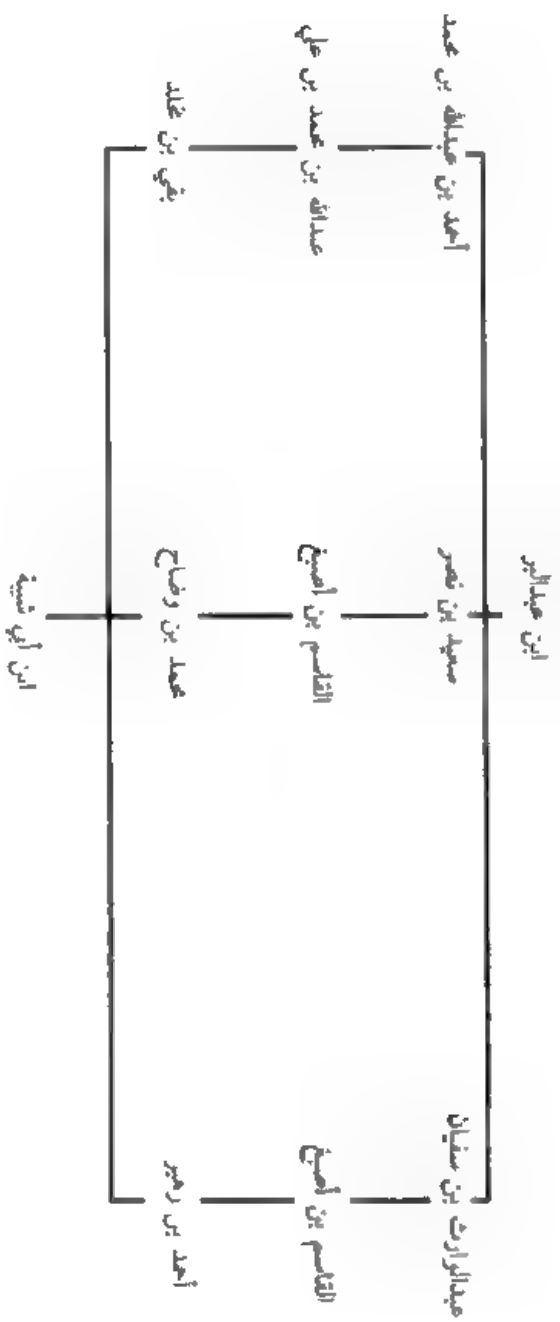 ابن عبدالبر
أحمد بن عبدالله بن محمد
سعيد بن نصر
عبدالوارث بن سفيان
عبدالله بن محمد بن علي
القاسم بن أصبغ
القاسم بن أصبغ
بقي بن مخلد
محمد بن وضاح
أحمد بن زهير
ابن أبي شيبة